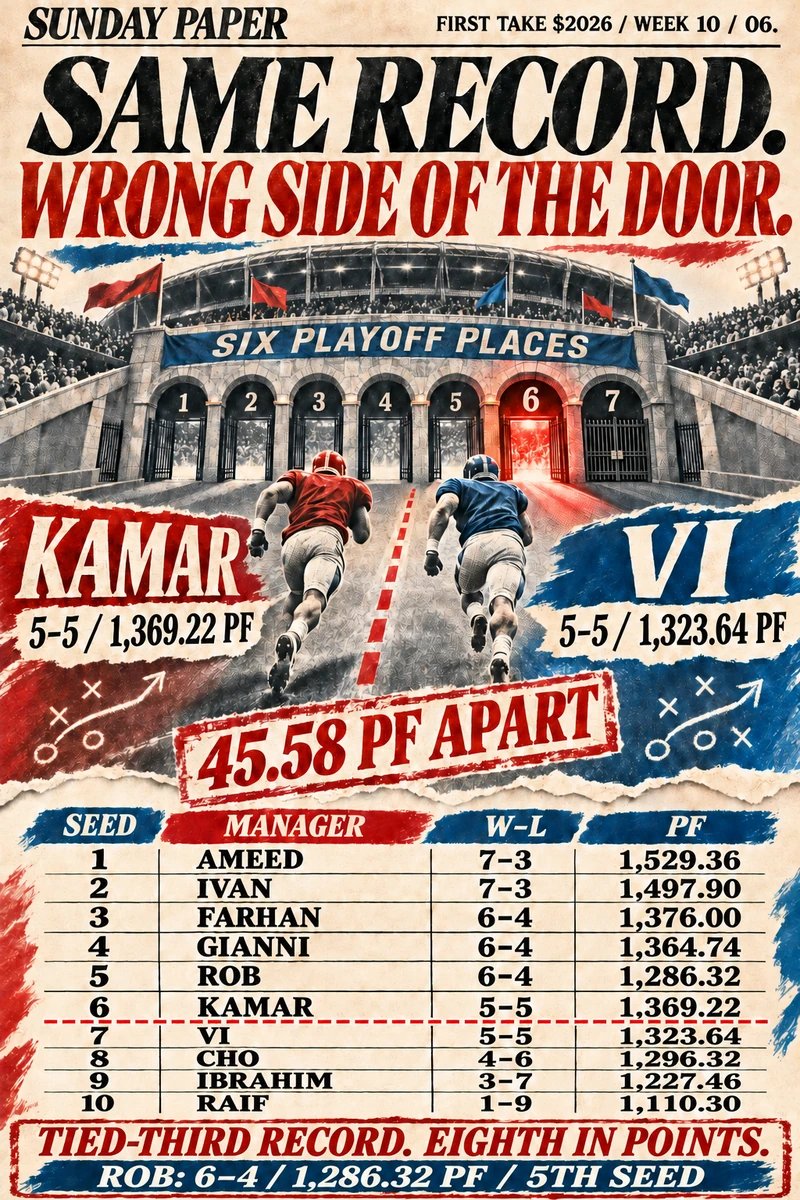 SUNDAY PAPER
FIRST TAKE $2026 / WEEK 10 / 06.
SAME RECORD.
WRONG SIDE OF THE DOOR.
SIX PLAYOFF PLACES
1 2 3 4 5 6 7
KAMAR
5-5 / 1,369.22 PF
VI
5-5 / 1,323.64 PF
45.58 PF APART
SEED MANAGER W-L PF
1 AMEED 7-3 1,529.36
2 IVAN 7-3 1,497.90
3 FARHAN 6-4 1,376.00
4 GIANNI 6-4 1,364.74
5 ROB 6-4 1,286.32
6 KAMAR 5-5 1,369.22
7 VI 5-5 1,323.64
8 CHO 4-6 1,296.32
9 IBRAHIM 3-7 1,227.46
10 RAIF 1-9 1,110.30
TIED-THIRD RECORD. EIGHTH IN POINTS.
ROB: 6-4 / 1,286.32 PF / 5TH SEED